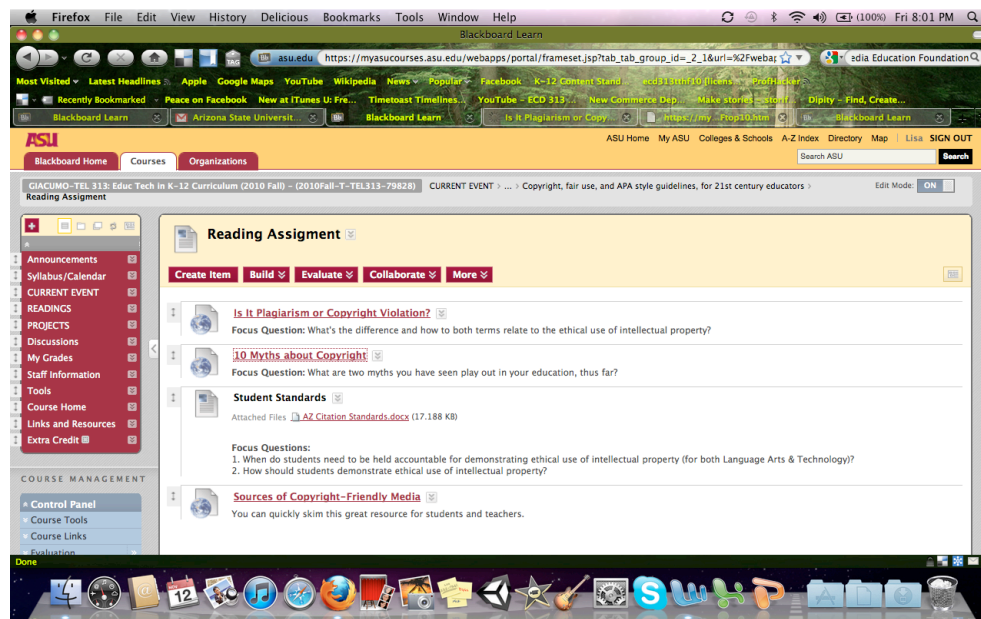 Firefox File Edit View History Delicious Bookmarks Tools Window Help (100%) Fri 8:01 PM
Blackboard Learn
TAG asu.edu https://myasucourses.asu.edu/webapps/portal/frameset.jsp?tab_tab_group_id=_2_1&url=%2Fwebap edia Education Foundation
Most Visited Latest Headlines Apple Google Maps YouTube Wikipedia News Popular Facebook K-12 Content Stand... ecd313tthf10 [licens... ProfHacker
Recently Bookmarked Peace on Facebook New at iTunes U: Fre... Timetoast Timelines... YouTube - ECD 313 ... New Commerce Dep... Make stories - storif... Dipity - Find, Create...
Blackboard Learn Arizona State Universit... Blackboard Learn Is It Plagiarism or Copy... https://my_Ftop10.htm Blackboard Learn
ASU ASU Home My ASU Colleges & Schools A-Z Index Directory Map Lisa SIGN OUT
Blackboard Home Courses Organizations Search ASU Search
GIACUMO-TEL 313: Educ Tech in K-12 Curriculum (2010 Fall) - (2010Fall-T-TEL313-79828) CURRENT EVENT > ... > Copyright, fair use, and APA style guidelines, for 21st century educators > Edit Mode: ON
Reading Assigment
Announcements
Syllabus/Calendar
CURRENT EVENT
READINGS
PROJECTS
Discussions
My Grades
Staff Information
Tools
Course Home
Links and Resources
Extra Credit
COURSE MANAGEMENT
Control Panel
Course Tools
Course Links
Evaluation
Reading Assigment
Create Item Build Evaluate Collaborate More
Is It Plagiarism or Copyright Violation?
Focus Question: What's the difference and how to both terms relate to the ethical use of intellectual property?
10 Myths about Copyright
Focus Question: What are two myths you have seen play out in your education, thus far?
Student Standards
Attached Files AZ Citation Standards.docx (17.188 KB)
Focus Questions:
1. When do students need to be held accountable for demonstrating ethical use of intellectual property (for both Language Arts & Technology)?
2. How should students demonstrate ethical use of intellectual property?
Sources of Copyright-Friendly Media
You can quickly skim this great resource for students and teachers.
Done
NOV
12